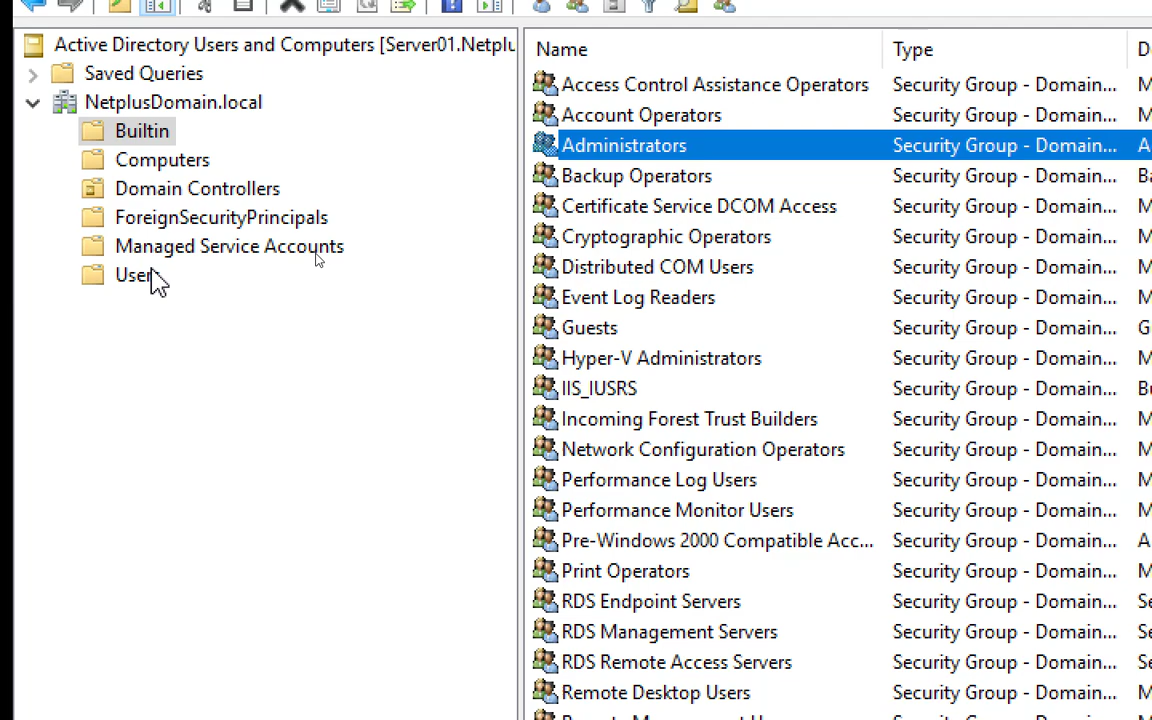 Active Directory Users and Computers [Server01.Netplu
Saved Queries
NetplusDomain.local
Builtin
Computers
Domain Controllers
ForeignSecurityPrincipals
Managed Service Accounts
User
Name Type D
Access Control Assistance Operators Security Group - Domain... M
Account Operators Security Group - Domain... M
Administrators Security Group - Domain... A
Backup Operators Security Group - Domain... Ba
Certificate Service DCOM Access Security Group - Domain... M
Cryptographic Operators Security Group - Domain... M
Distributed COM Users Security Group - Domain... M
Event Log Readers Security Group - Domain... M
Guests Security Group - Domain... G
Hyper-V Administrators Security Group - Domain... M
IIS_IUSRS Security Group - Domain... Bu
Incoming Forest Trust Builders Security Group - Domain... M
Network Configuration Operators Security Group - Domain... M
Performance Log Users Security Group - Domain... M
Performance Monitor Users Security Group - Domain... M
Pre-Windows 2000 Compatible Acc... Security Group - Domain... A
Print Operators Security Group - Domain... M
RDS Endpoint Servers Security Group - Domain... Se
RDS Management Servers Security Group - Domain... Se
RDS Remote Access Servers Security Group - Domain... Se
Remote Desktop Users Security Group - Domain... M